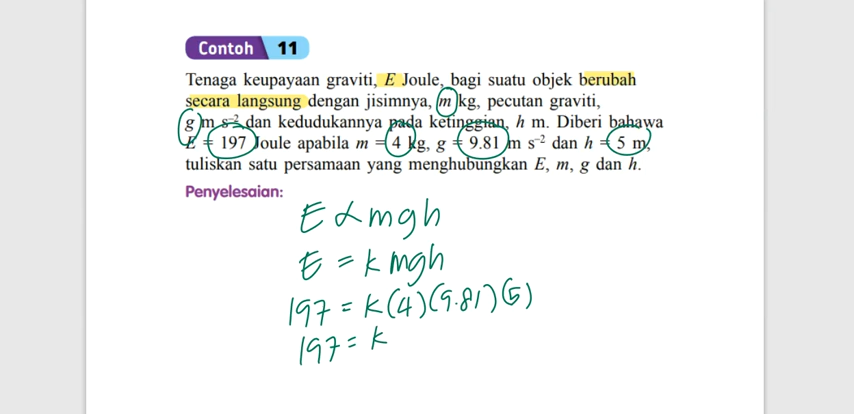 Contoh 11
Tenaga keupayaan graviti, E Joule, bagi suatu objek berubah
secara langsung dengan jisimnya, m kg, pecutan graviti,
g m s⁻² dan kedudukannya pada ketinggian, h m. Diberi bahawa
E = 197 Joule apabila m = 4 kg, g = 9.81 m s⁻² dan h = 5 m,
tuliskan satu persamaan yang menghubungkan E, m, g dan h.
Penyelesaian:
E ∝ mgh
E = k mgh
197 = k(4)(9.81)(5)
197 = k